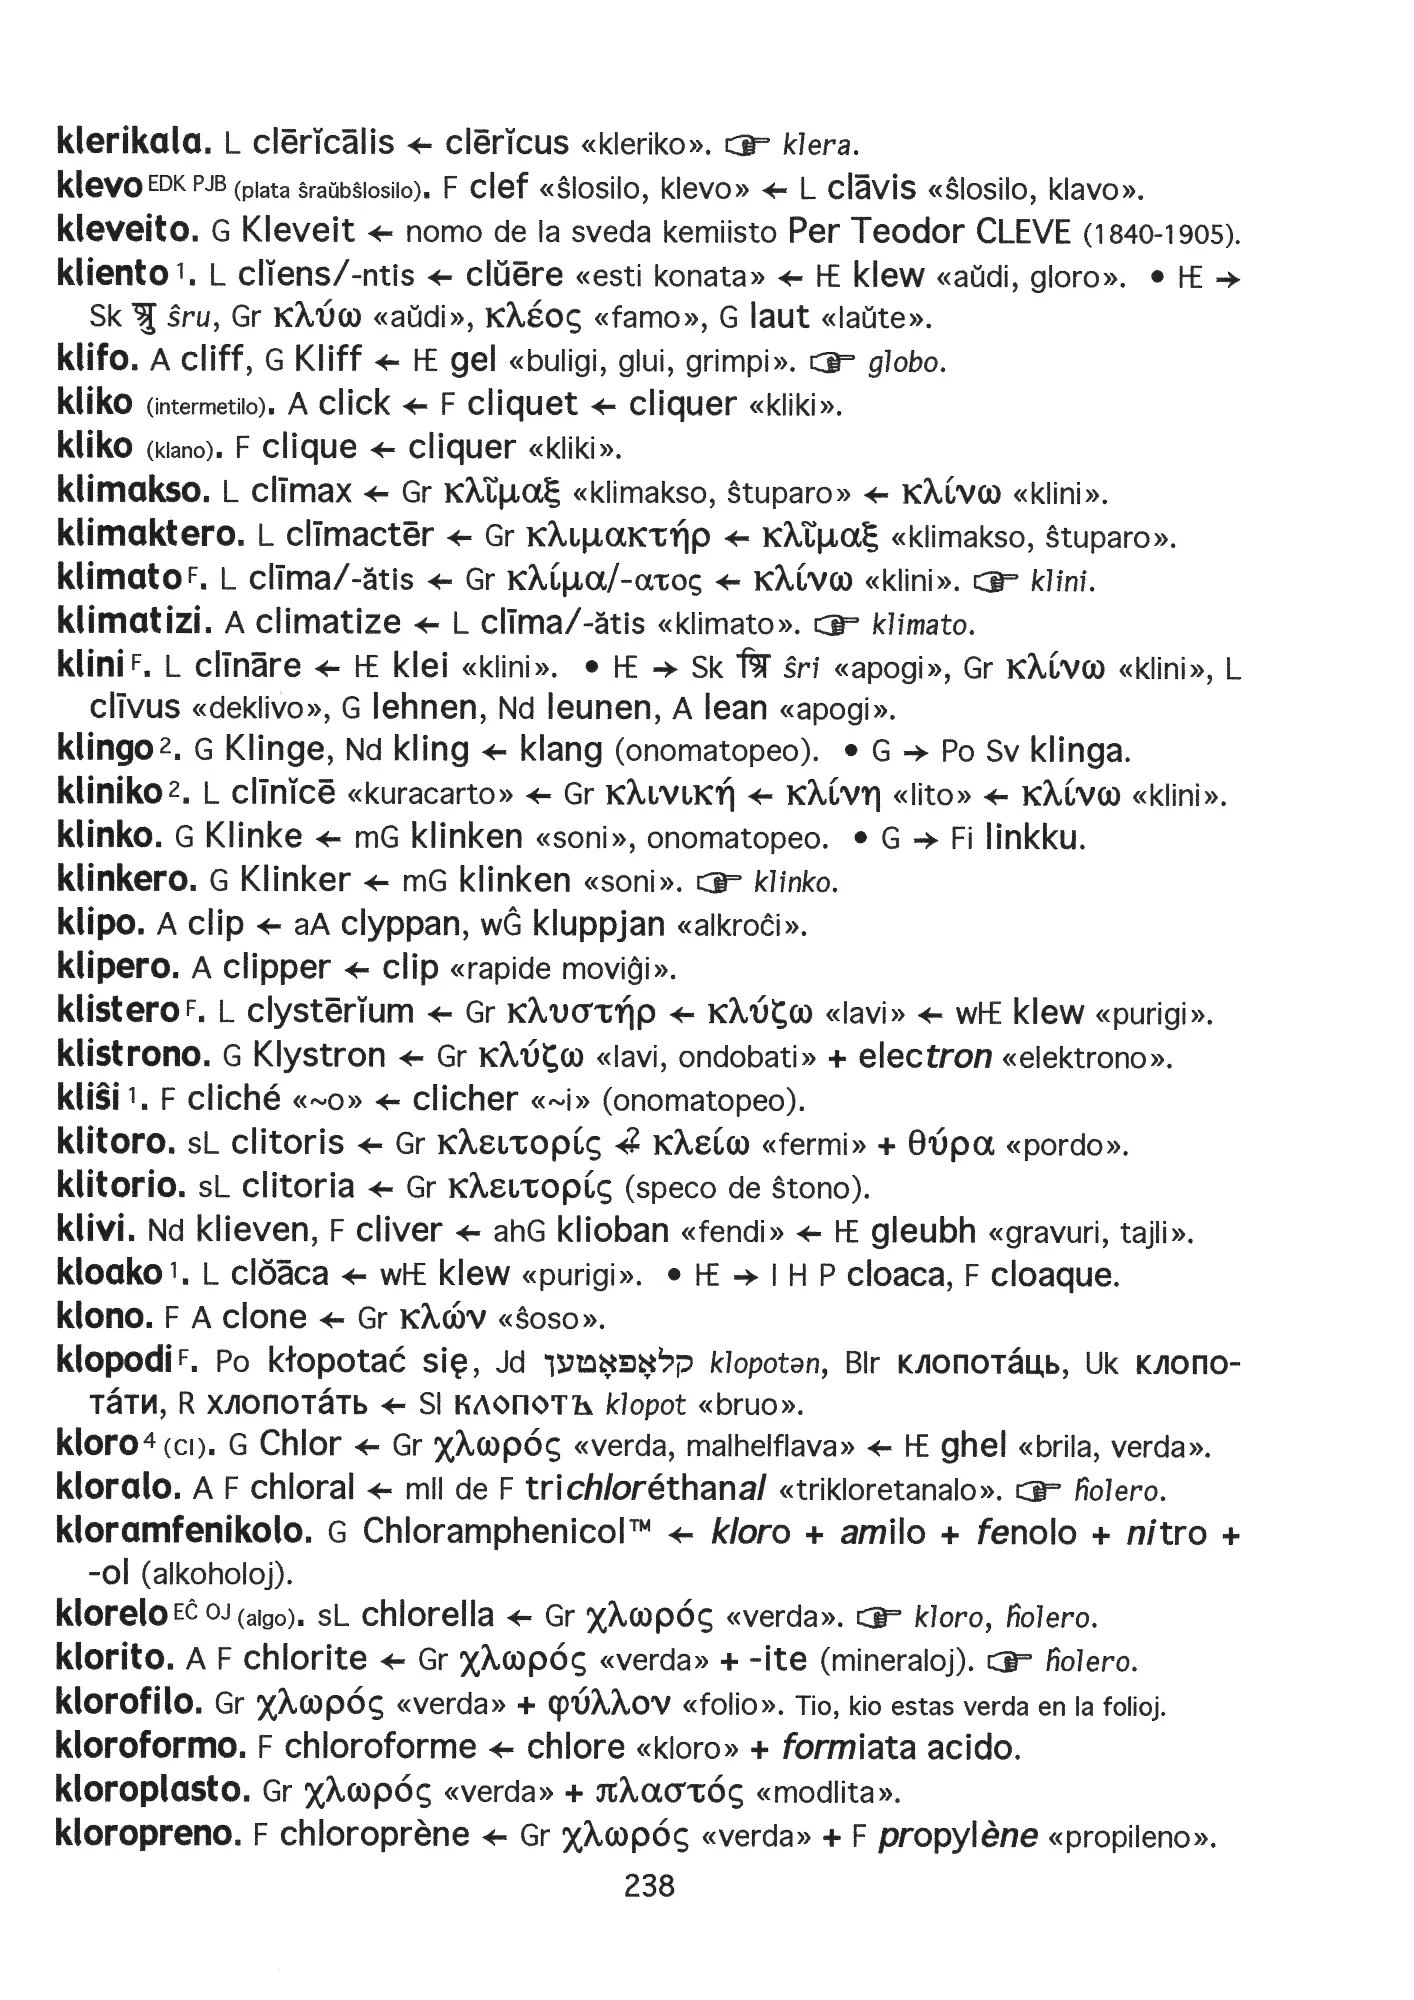 klerikala. L clērĭcālis ← clērĭcus «kleriko». ☞ klera.
klevo EDK PJB (plata ŝraŭbŝlosilo). F clef «ŝlosilo, klevo» ← L clāvis «ŝlosilo, klavo».
kleveito. G Kleveit ← nomo de la sveda kemiisto Per Teodor CLEVE (1840-1905).
kliento 1. L clĭens/-ntis ← clŭēre «esti konata» ← IE klew «aŭdi, gloro». • IE →
Sk श्रु ŝru, Gr κλύω «aŭdi», κλέος «famo», G laut «laŭte».
klifo. A cliff, G Kliff ← IE gel «buligi, glui, grimpi». ☞ globo.
kliko (intermetilo). A click ← F cliquet ← cliquer «kliki».
kliko (klano). F clique ← cliquer «kliki».
klimakso. L clīmax ← Gr κλῖμαξ «klimakso, ŝtuparo» ← κλίνω «klini».
klimaktero. L clīmactēr ← Gr κλιμακτήρ ← κλῖμαξ «klimakso, ŝtuparo».
klimato F. L clīma/-ătis ← Gr κλίμα/-ατος ← κλίνω «klini». ☞ klini.
klimatizi. A climatize ← L clīma/-ătis «klimato». ☞ klimato.
klini F. L clīnāre ← IE klei «klini». • IE → Sk श्रि ŝri «apogi», Gr κλίνω «klini», L
clīvus «deklivo», G lehnen, Nd leunen, A lean «apogi».
klingo 2. G Klinge, Nd kling ← klang (onomatopeo). • G → Po Sv klinga.
kliniko 2. L clīnĭcē «kuracarto» ← Gr κλινική ← κλίνη «lito» ← κλίνω «klini».
klinko. G Klinke ← mG klinken «soni», onomatopeo. • G → Fi linkku.
klinkero. G Klinker ← mG klinken «soni». ☞ klinko.
klipo. A clip ← aA clyppan, wĜ kluppjan «alkroĉi».
klipero. A clipper ← clip «rapide moviĝi».
klistero F. L clystērĭum ← Gr κλυστήρ ← κλύζω «lavi» ← wIE klew «purigi».
klistrono. G Klystron ← Gr κλύζω «lavi, ondobati» + electron «elektrono».
kliŝi 1. F cliché «~o» ← clicher «~i» (onomatopeo).
klitoro. sL clitoris ← Gr κλειτορίς ⍃? κλείω «fermi» + θύρα «pordo».
klitorio. sL clitoria ← Gr κλειτορίς (speco de ŝtono).
klivi. Nd klieven, F cliver ← ahG klioban «fendi» ← IE gleubh «gravuri, tajli».
kloako 1. L clŏāca ← wIE klew «purigi». • IE → I H P cloaca, F cloaque.
klono. F A clone ← Gr κλών «ŝoso».
klopodi F. Po kłopotać się, Jd קלאָפּאָטען klopotən, Blr клопотáць, Uk клопо-
тáти, R хлопотáть ← Sl клопотъ klopot «bruo».
kloro 4 (Cl). G Chlor ← Gr χλωρός «verda, malhelflava» ← IE ghel «brila, verda».
kloralo. A F chloral ← mll de F trichloréthanal «trikloretanalo». ☞ ĥolero.
kloramfenikolo. G Chloramphenicol™ ← kloro + amilo + fenolo + nitro +
-ol (alkoholoj).
klorelo EĈ OJ (algo). sL chlorella ← Gr χλωρός «verda». ☞ kloro, ĥolero.
klorito. A F chlorite ← Gr χλωρός «verda» + -ite (mineraloj). ☞ ĥolero.
klorofilo. Gr χλωρός «verda» + φύλλον «folio». Tio, kio estas verda en la folioj.
kloroformo. F chloroforme ← chlore «kloro» + formiata acido.
kloroplasto. Gr χλωρός «verda» + πλαστός «modlita».
kloropreno. F chloroprène ← Gr χλωρός «verda» + F propylène «propileno».
238